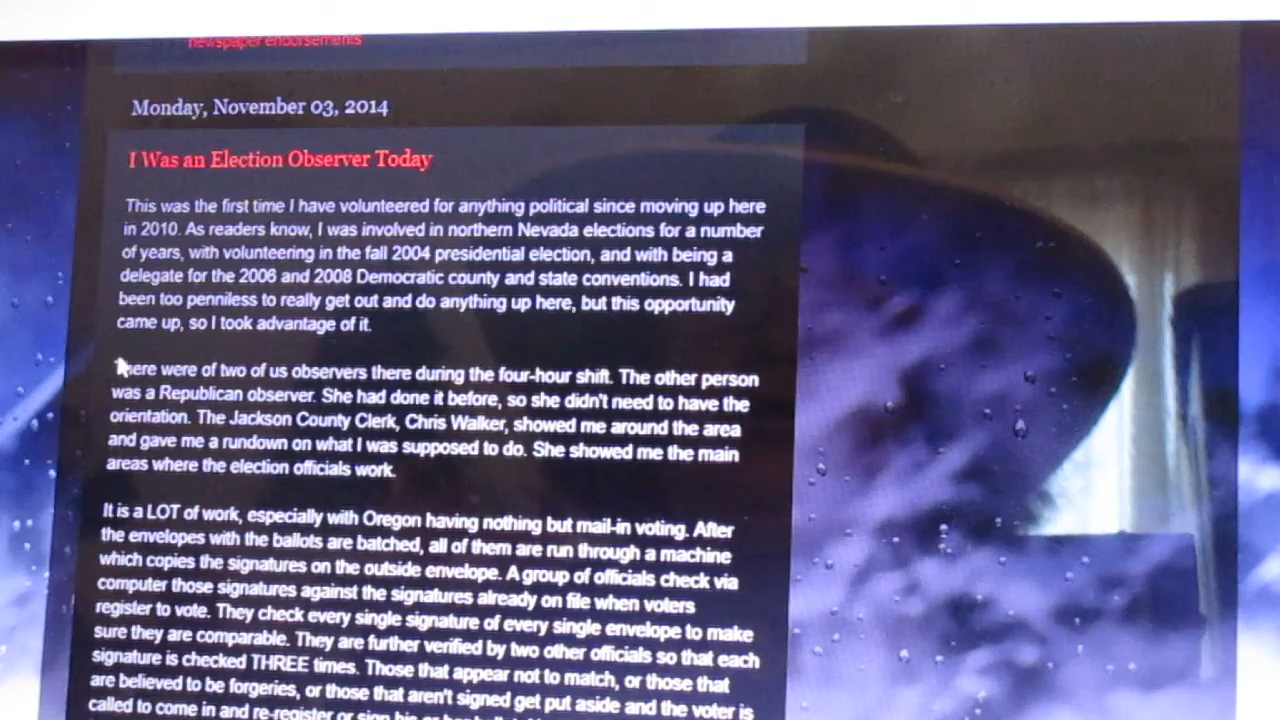 newspaper endorsements
Monday, November 03, 2014
I Was an Election Observer Today
This was the first time I have volunteered for anything political since moving up here
in 2010. As readers know, I was involved in northern Nevada elections for a number
of years, with volunteering in the fall 2004 presidential election, and with being a
delegate for the 2006 and 2008 Democratic county and state conventions. I had
been too penniless to really get out and do anything up here, but this opportunity
came up, so I took advantage of it.
There were of two of us observers there during the four-hour shift. The other person
was a Republican observer. She had done it before, so she didn't need to have the
orientation. The Jackson County Clerk, Chris Walker, showed me around the area
and gave me a rundown on what I was supposed to do. She showed me the main
areas where the election officials work.
It is a LOT of work, especially with Oregon having nothing but mail-in voting. After
the envelopes with the ballots are batched, all of them are run through a machine
which copies the signatures on the outside envelope. A group of officials check via
computer those signatures against the signatures already on file when voters
register to vote. They check every single signature of every single envelope to make
sure they are comparable. They are further verified by two other officials so that each
signature is checked THREE times. Those that appear not to match, or those that
are believed to be forgeries, or those that aren't signed get put aside and the voter is
called to come in and re-register or sign his or her